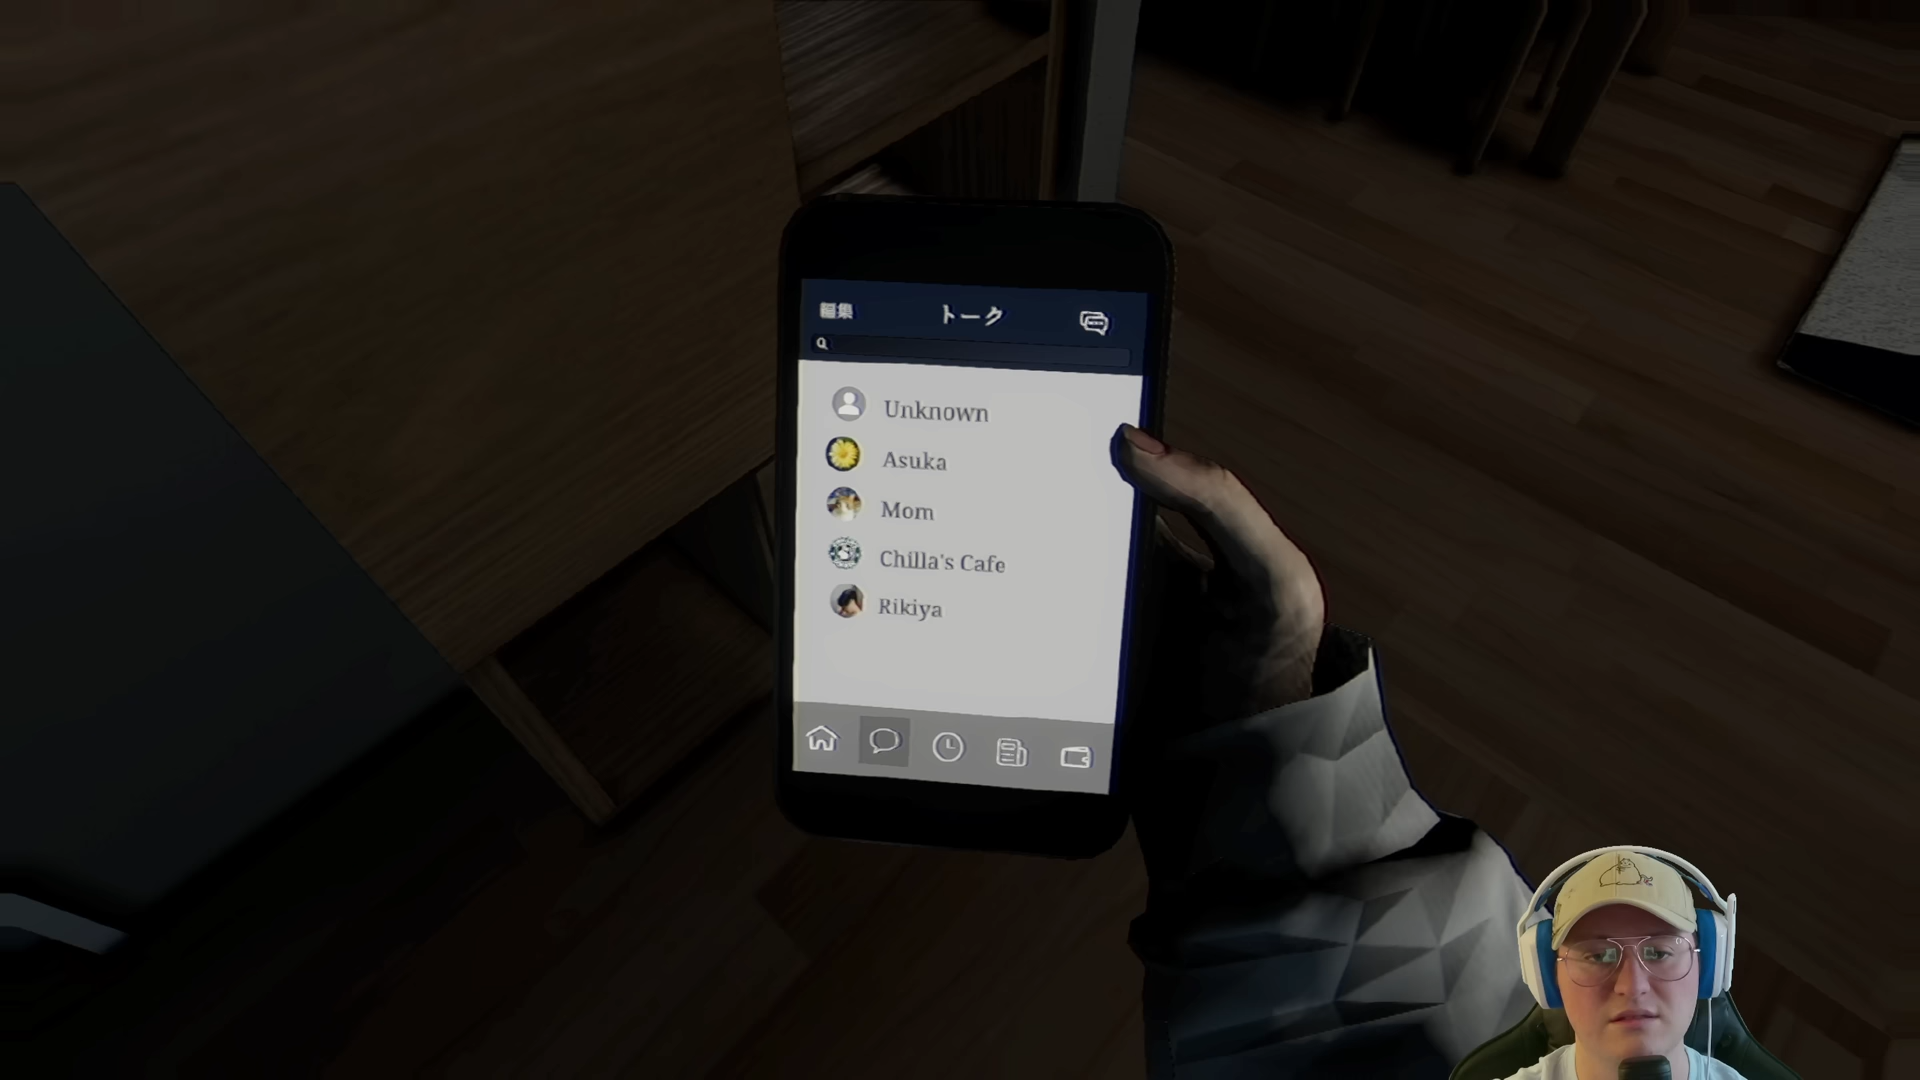 編集 トーク
Unknown
Asuka
Mom
Chilla's Cafe
Rikiya